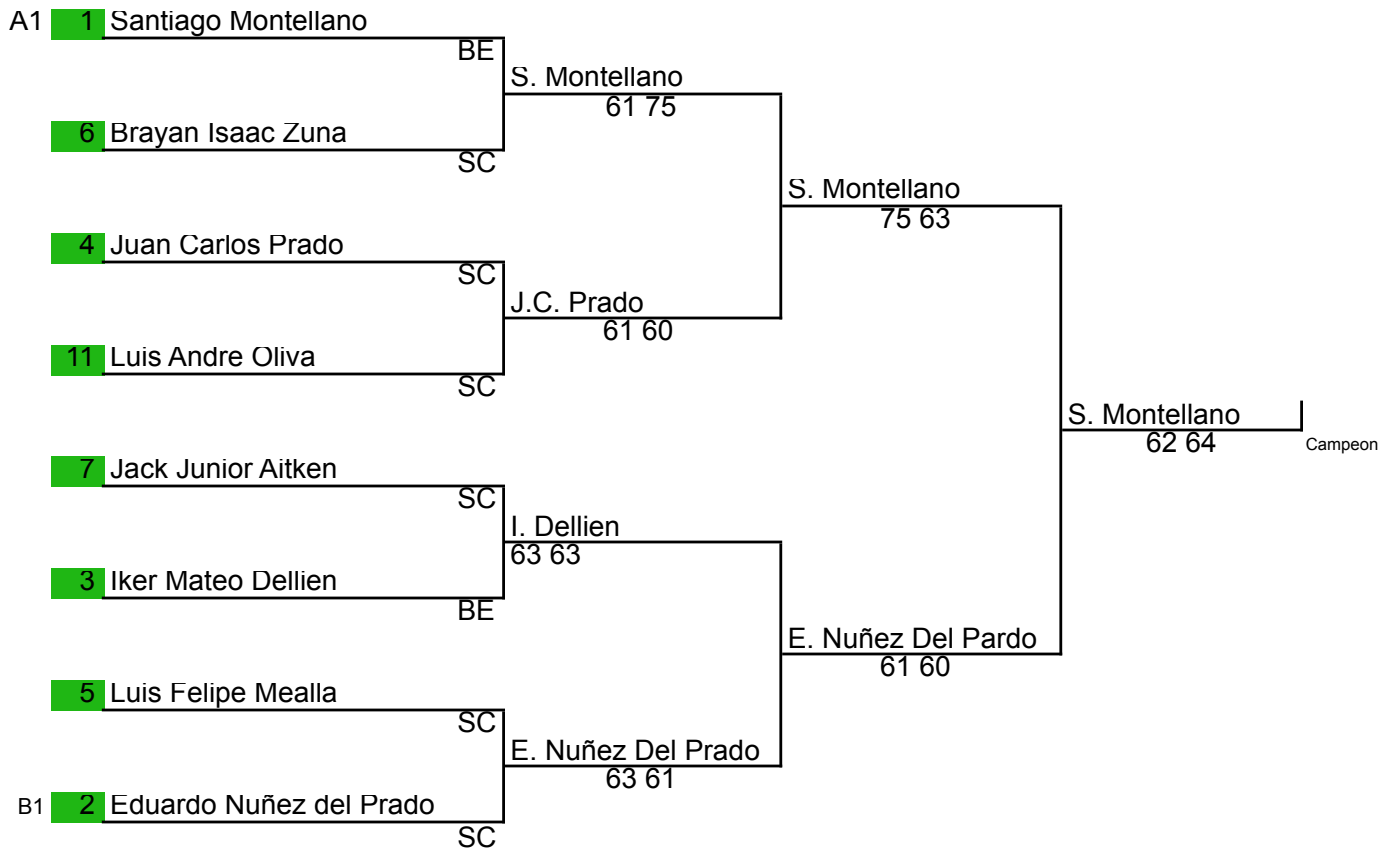 A1 1 Santiago Montellano
BE
S. Montellano
61 75
6 Brayan Isaac Zuna
SC
S. Montellano
75 63
4 Juan Carlos Prado
SC
J.C. Prado
61 60
11 Luis Andre Oliva
SC
S. Montellano
62 64
Campeon
7 Jack Junior Aitken
SC
I. Dellien
63 63
3 Iker Mateo Dellien
BE
E. Nuñez Del Pardo
61 60
5 Luis Felipe Mealla
SC
E. Nuñez Del Prado
63 61
B1 2 Eduardo Nuñez del Prado
SC